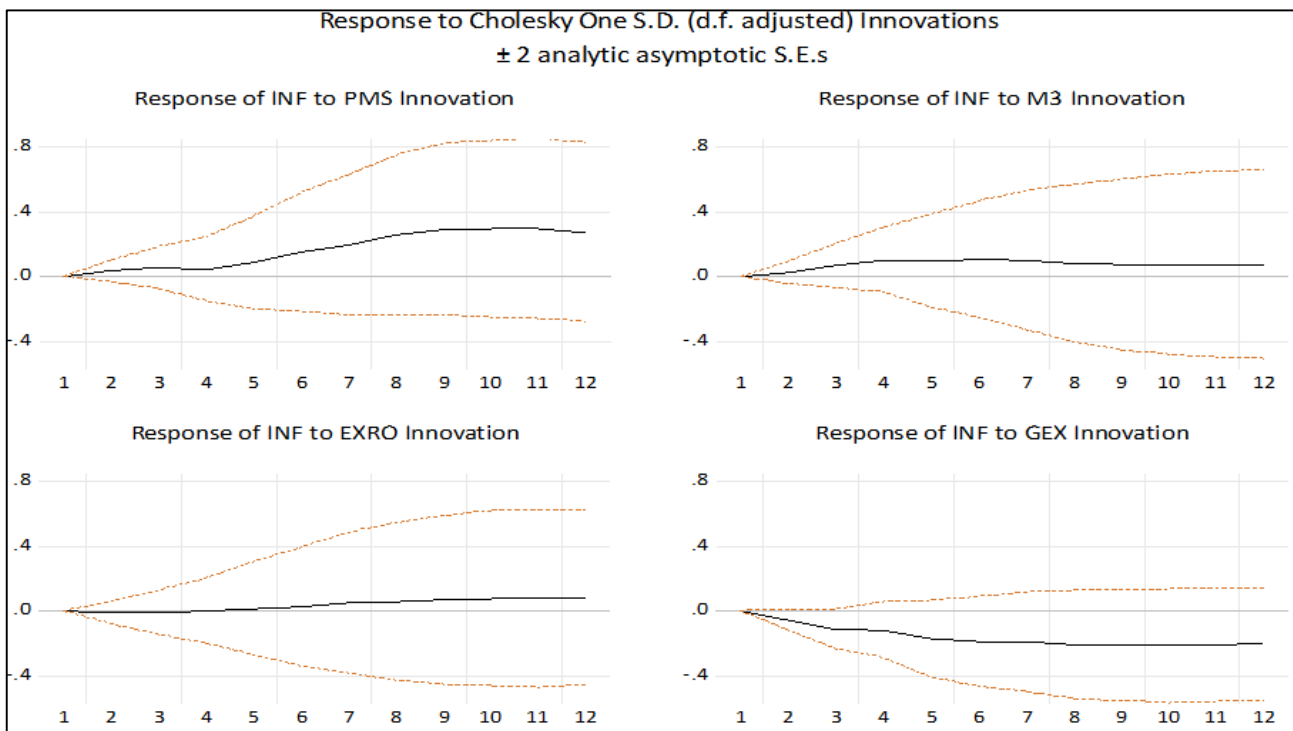 Response to Cholesky One S.D. (d.f. adjusted) Innovations
± 2 analytic asymptotic S.E.s
Response of INF to PMS Innovation
.8
.4
.0
-.4
1 2 3 4 5 6 7 8 9 10 11 12
Response of INF to M3 Innovation
.8
.4
.0
-.4
1 2 3 4 5 6 7 8 9 10 11 12
Response of INF to EXRO Innovation
.8
.4
.0
-.4
1 2 3 4 5 6 7 8 9 10 11 12
Response of INF to GEX Innovation
.8
.4
.0
-.4
1 2 3 4 5 6 7 8 9 10 11 12